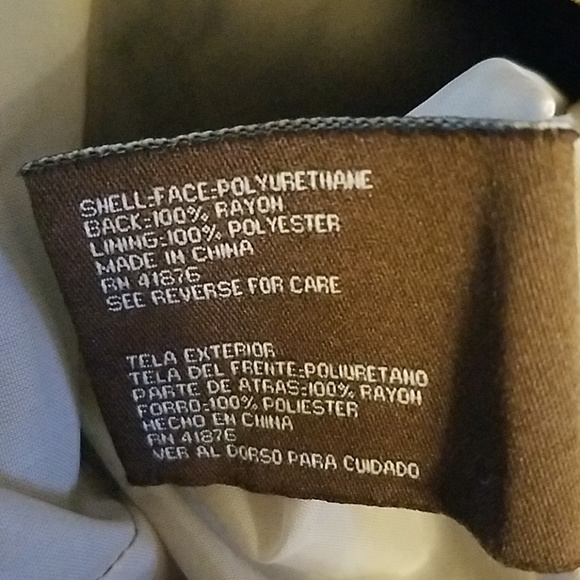 SHELL-FACE-POLYURETHANE
BACK-100% RAYON
LINING-100% POLYESTER
MADE IN CHINA
RN 41876
SEE REVERSE FOR CARE
TELA EXTERIOR
TELA DEL FRENTE-POLIURETANO
PARTE DE ATRAS-100% RAYON
FORRO-100% POLIESTER
HECHO EN CHINA
RN 41876
VER AL DORSO PARA CUIDADO